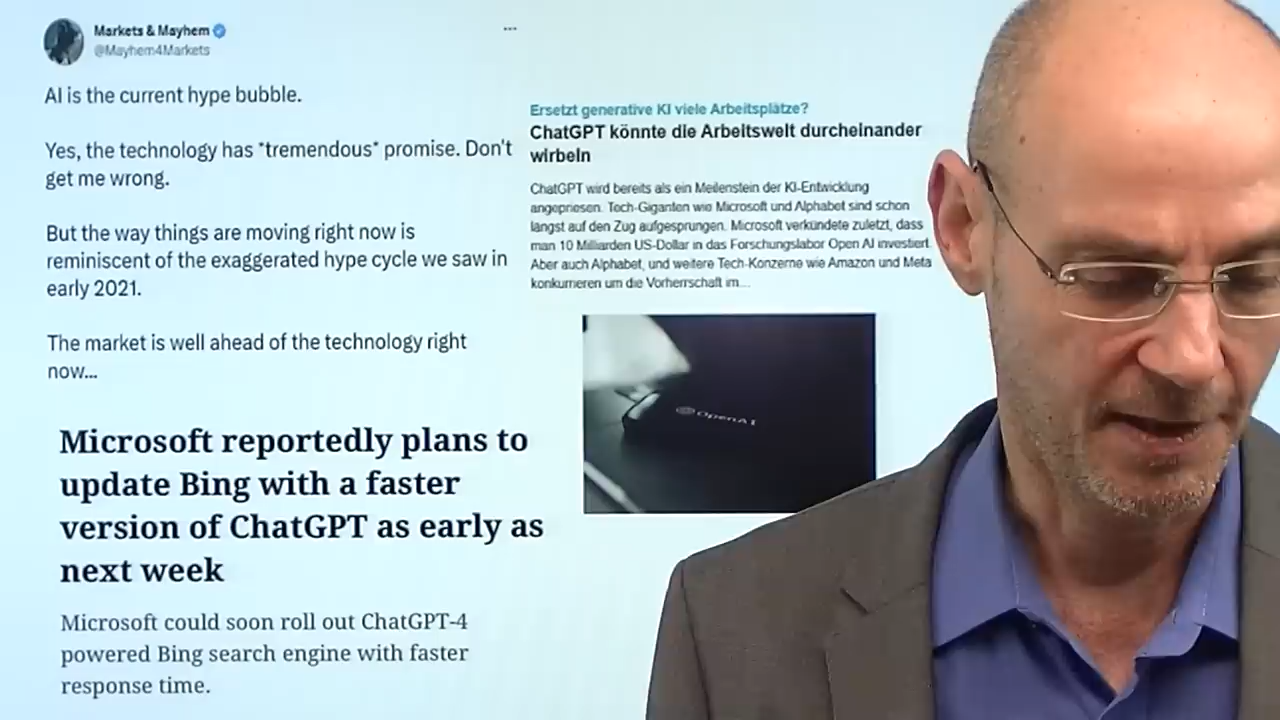 Markets & Mayhem
@Mayhem4Markets
AI is the current hype bubble.
Yes, the technology has *tremendous* promise. Don't
get me wrong.
But the way things are moving right now is
reminiscent of the exaggerated hype cycle we saw in
early 2021.
The market is well ahead of the technology right
now...
Microsoft reportedly plans to
update Bing with a faster
version of ChatGPT as early as
next week
Microsoft could soon roll out ChatGPT-4
powered Bing search engine with faster
response time.
Ersetzt generative KI viele Arbeitsplätze?
ChatGPT könnte die Arbeitswelt durcheinander
wirbeln
ChatGPT wird bereits als ein Meilenstein der KI-Entwicklung
angepriesen. Tech-Giganten wie Microsoft und Alphabet sind schon
längst auf den Zug aufgesprungen. Microsoft verkündete zuletzt, dass
man 10 Milliarden US-Dollar in das Forschungslabor Open AI investiert.
Aber auch Alphabet, und weitere Tech-Konzerne wie Amazon und Meta
konkurrieren um die Vorherrschaft im...
OpenAI